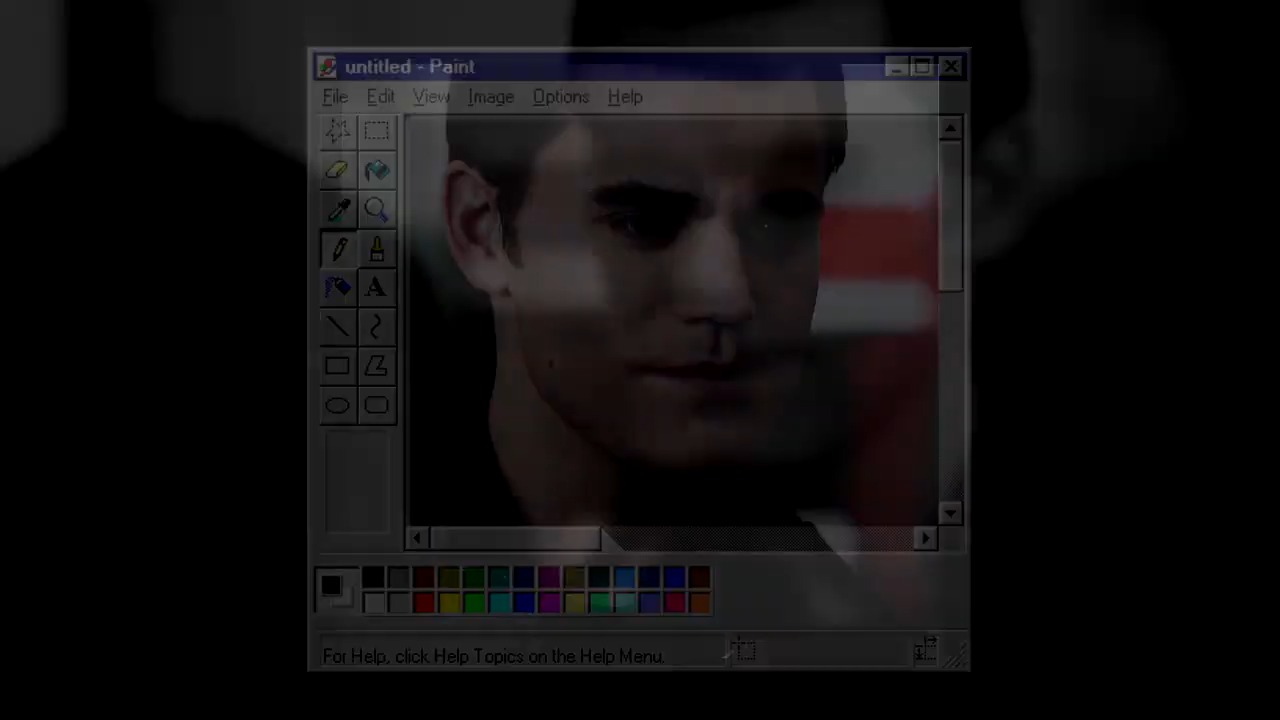 untitled - Paint
File Edit View Image Options Help
A
For Help, click Help Topics on the Help Menu.